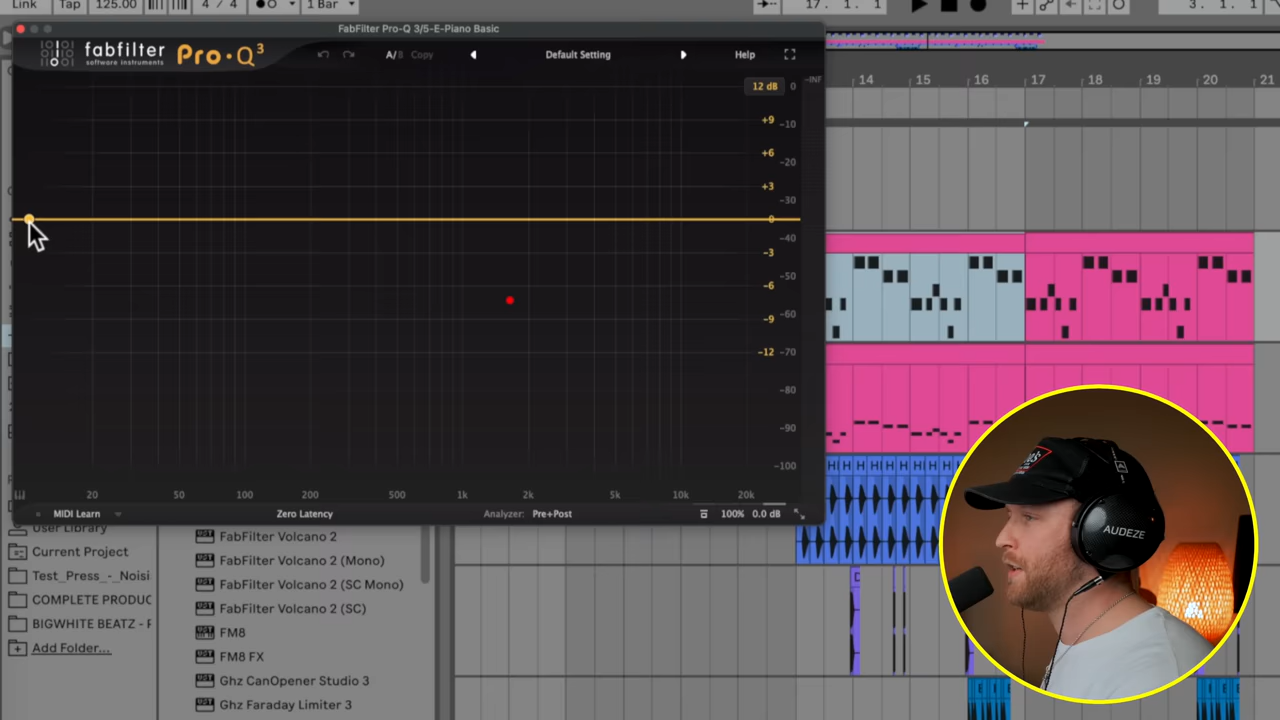 Link Tap 125.00 4 / 4 1 Bar 17. 1. 1 3. 1. 1
FabFilter Pro-Q 3/5-E-Piano Basic
fabfilter
software instruments
Pro·Q3
A/B Copy
Default Setting
Help
14 15 16 17 18 19 20 21
12 dB 0 -INF
+9 -10
+6 -20
+3 -30
0 -40
-3 -50
-6 -60
-9 -70
-12 -80
-90
-100
20 50 100 200 500 1k 2k 5k 10k 20k
MIDI Learn
Zero Latency
Analyzer: Pre+Post
100% 0.0 dB
User Library
Current Project
Test_Press_-_Noisi
COMPLETE PRODUC
BIGWHITE BEATZ - F
Add Folder...
FabFilter Volcano 2
FabFilter Volcano 2 (Mono)
FabFilter Volcano 2 (SC Mono)
FabFilter Volcano 2 (SC)
FM8
FM8 FX
Ghz CanOpener Studio 3
Ghz Faraday Limiter 3
H H H H H
AUDEZE